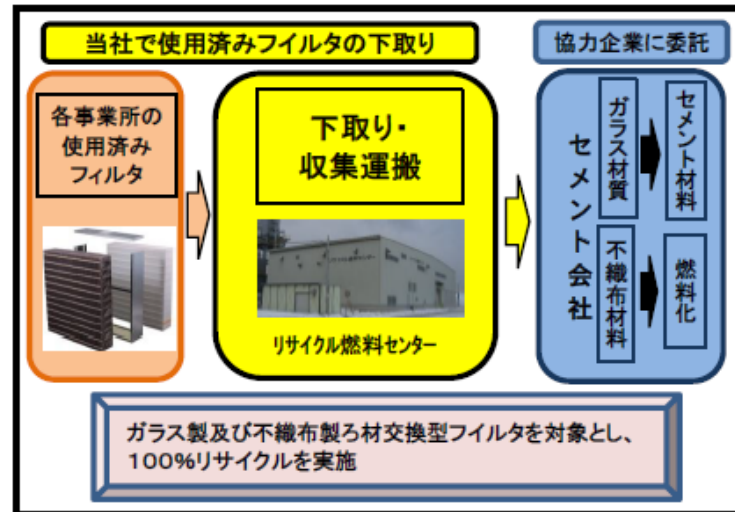 当社で使用済みフイルタの下取り
協力企業に委託
各事業所の
使用済み
フィルタ
下取り・
収集運搬
リサイクル燃料センター
セメント会社
ガラス材質
セメント材料
不織布材料
燃料化
ガラス製及び不織布製ろ材交換型フイルタを対象とし、
100%リサイクルを実施